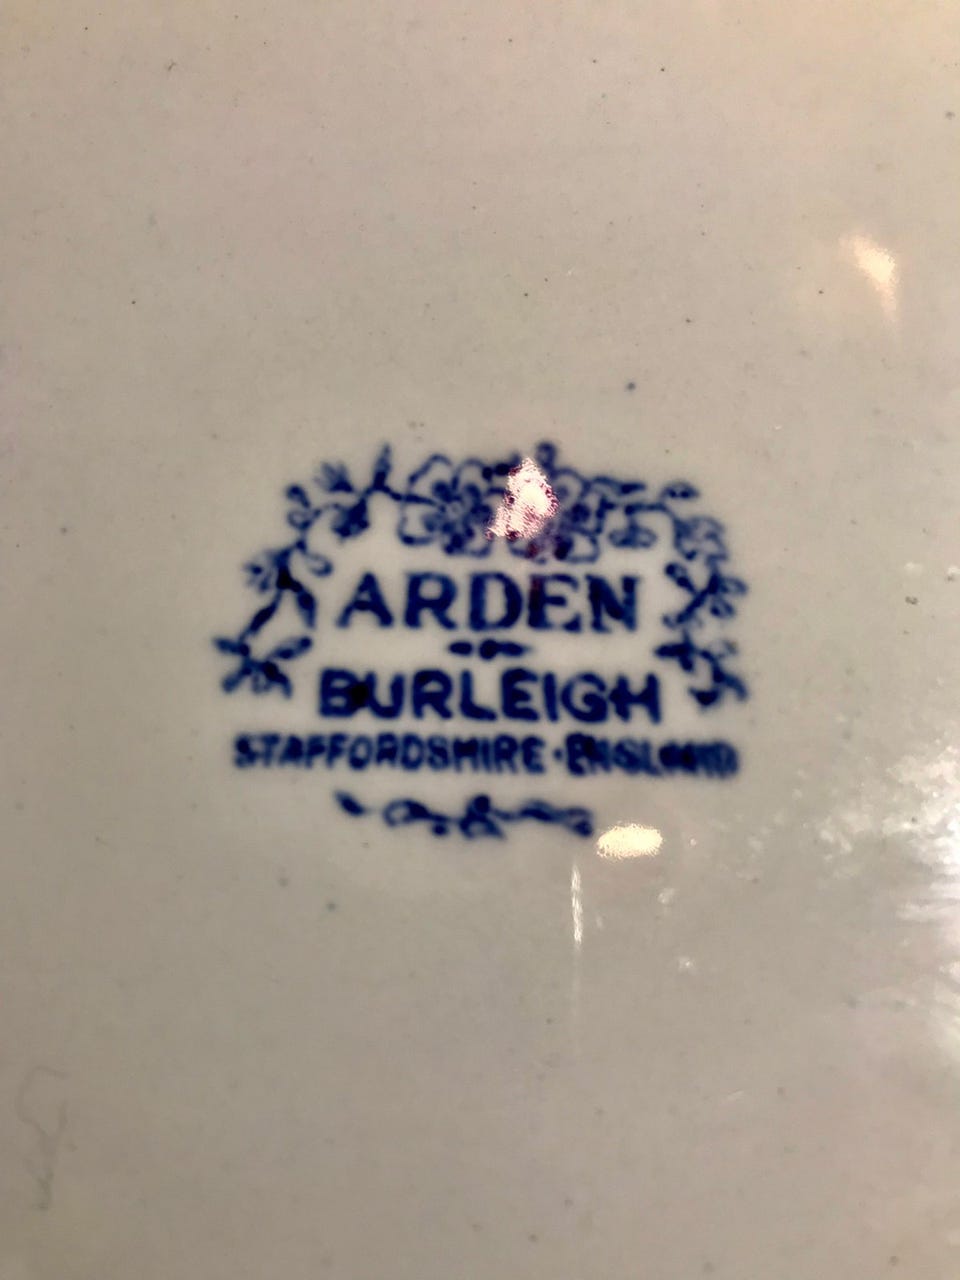 ARDEN
BURLEIGH
STAFFORDSHIRE · ENGLAND